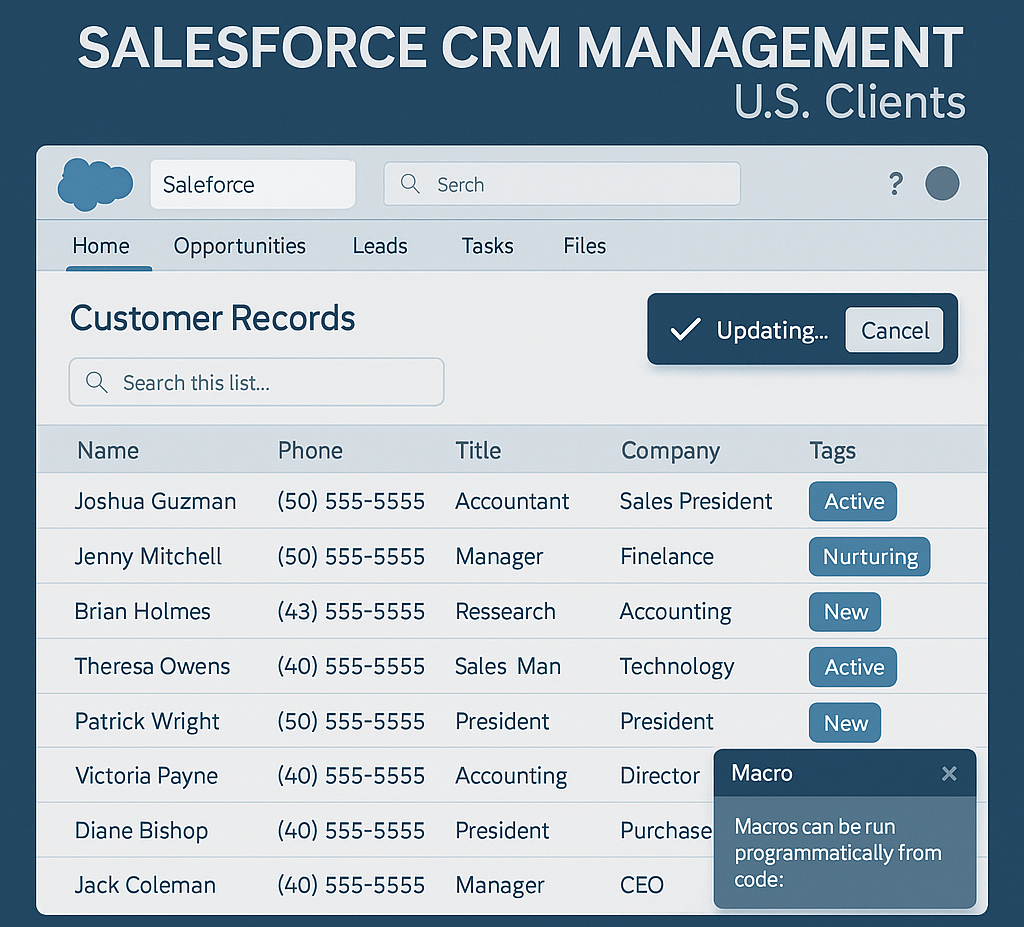 SALESFORCE CRM MANAGEMENT
U.S. Clients
Saleforce Serch ?
Home Opportunities Leads Tasks Files
Customer Records
Updating... Cancel
Search this list...
Name Phone Title Company Tags
Joshua Guzman (50) 555-5555 Accountant Sales President Active
Jenny Mitchell (50) 555-5555 Manager Finelance Nurturing
Brian Holmes (43) 555-5555 Ressearch Accounting New
Theresa Owens (40) 555-5555 Sales Man Technology Active
Patrick Wright (50) 555-5555 President President New
Victoria Payne (40) 555-5555 Accounting Director
Diane Bishop (40) 555-5555 President Purchase
Jack Coleman (40) 555-5555 Manager CEO
Macro ×
Macros can be run
programmatically from
code: